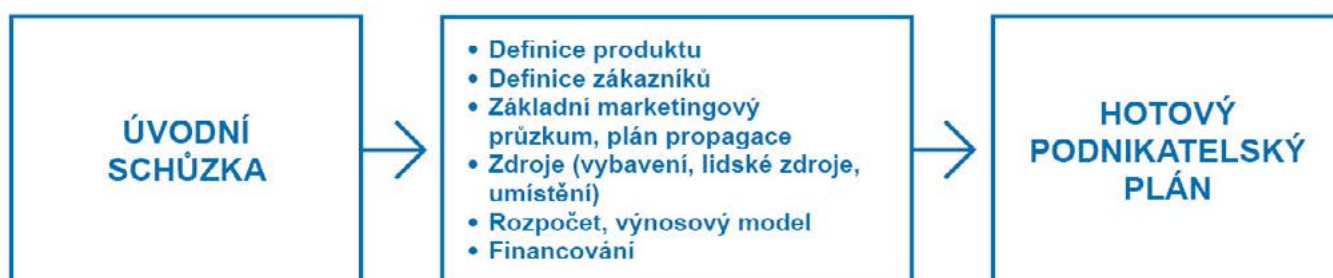 ÚVODNÍ
SCHŮZKA
• Definice produktu
• Definice zákazníků
• Základní marketingový
průzkum, plán propagace
• Zdroje (vybavení, lidské zdroje,
umístění)
• Rozpočet, výnosový model
• Financování
HOTOVÝ
PODNIKATELSKÝ
PLÁN